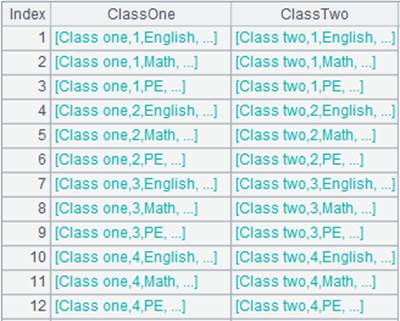 Index ClassOne ClassTwo
1 [Class one,1,English, ...] [Class two,1,English, ...]
2 [Class one,1,Math, ...] [Class two,1,Math, ...]
3 [Class one,1,PE, ...] [Class two,1,PE, ...]
4 [Class one,2,English, ...] [Class two,2,English, ...]
5 [Class one,2,Math, ...] [Class two,2,Math, ...]
6 [Class one,2,PE, ...] [Class two,2,PE, ...]
7 [Class one,3,English, ...] [Class two,3,English, ...]
8 [Class one,3,Math, ...] [Class two,3,Math, ...]
9 [Class one,3,PE, ...] [Class two,3,PE, ...]
10 [Class one,4,English, ...] [Class two,4,English, ...]
11 [Class one,4,Math, ...] [Class two,4,Math, ...]
12 [Class one,4,PE, ...] [Class two,4,PE, ...]